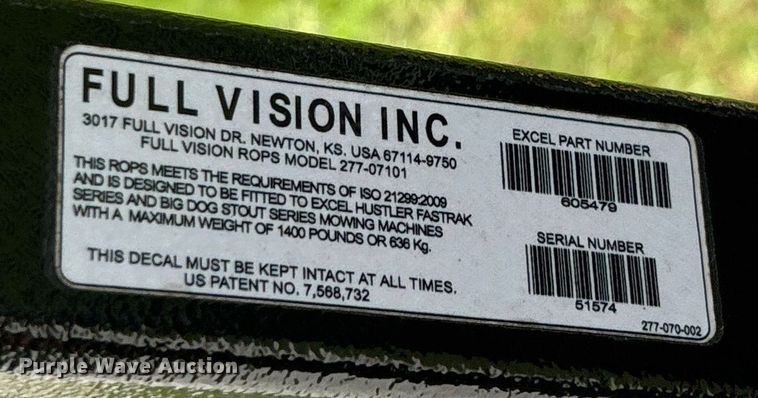 FULL VISION INC.
3017 FULL VISION DR. NEWTON, KS. USA 67114-9750
FULL VISION ROPS MODEL 277-07101
THIS ROPS MEETS THE REQUIREMENTS OF ISO 21299:2009
AND IS DESIGNED TO BE FITTED TO EXCEL HUSTLER FASTRAK
SERIES AND BIG DOG STOUT SERIES MOWING MACHINES
WITH A MAXIMUM WEIGHT OF 1400 POUNDS OR 636 Kg.
THIS DECAL MUST BE KEPT INTACT AT ALL TIMES.
US PATENT NO. 7,568,732
EXCEL PART NUMBER
605479
SERIAL NUMBER
51574
277-070-002
Purple Wave Auction